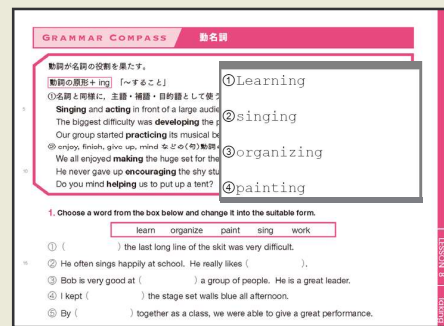 GRAMMAR COMPASS 動名詞
動詞が名詞の役割を果たす。
動詞の原形+ ing 「~すること」
①名詞と同様に，主語・補語・目的語として使う
Singing and acting in front of a large audie
The biggest difficulty was developing the p
Our group started practicing its musical be
② enjoy, finish, give up, mind などの(句)動詞
We all enjoyed making the huge set for the
He never gave up encouraging the shy stu
Do you mind helping us to put up a tent?
①Learning
②singing
③organizing
④painting
1. Choose a word from the box below and change it into the suitable form.
learn organize paint sing work
① ( ) the last long line of the skit was very difficult.
② He often sings happily at school. He really likes ( ).
③ Bob is very good at ( ) a group of people. He is a great leader.
④ I kept ( ) the stage set walls blue all afternoon.
⑤ By ( ) together as a class, we were able to give a great performance.
LESSON 8 Taking